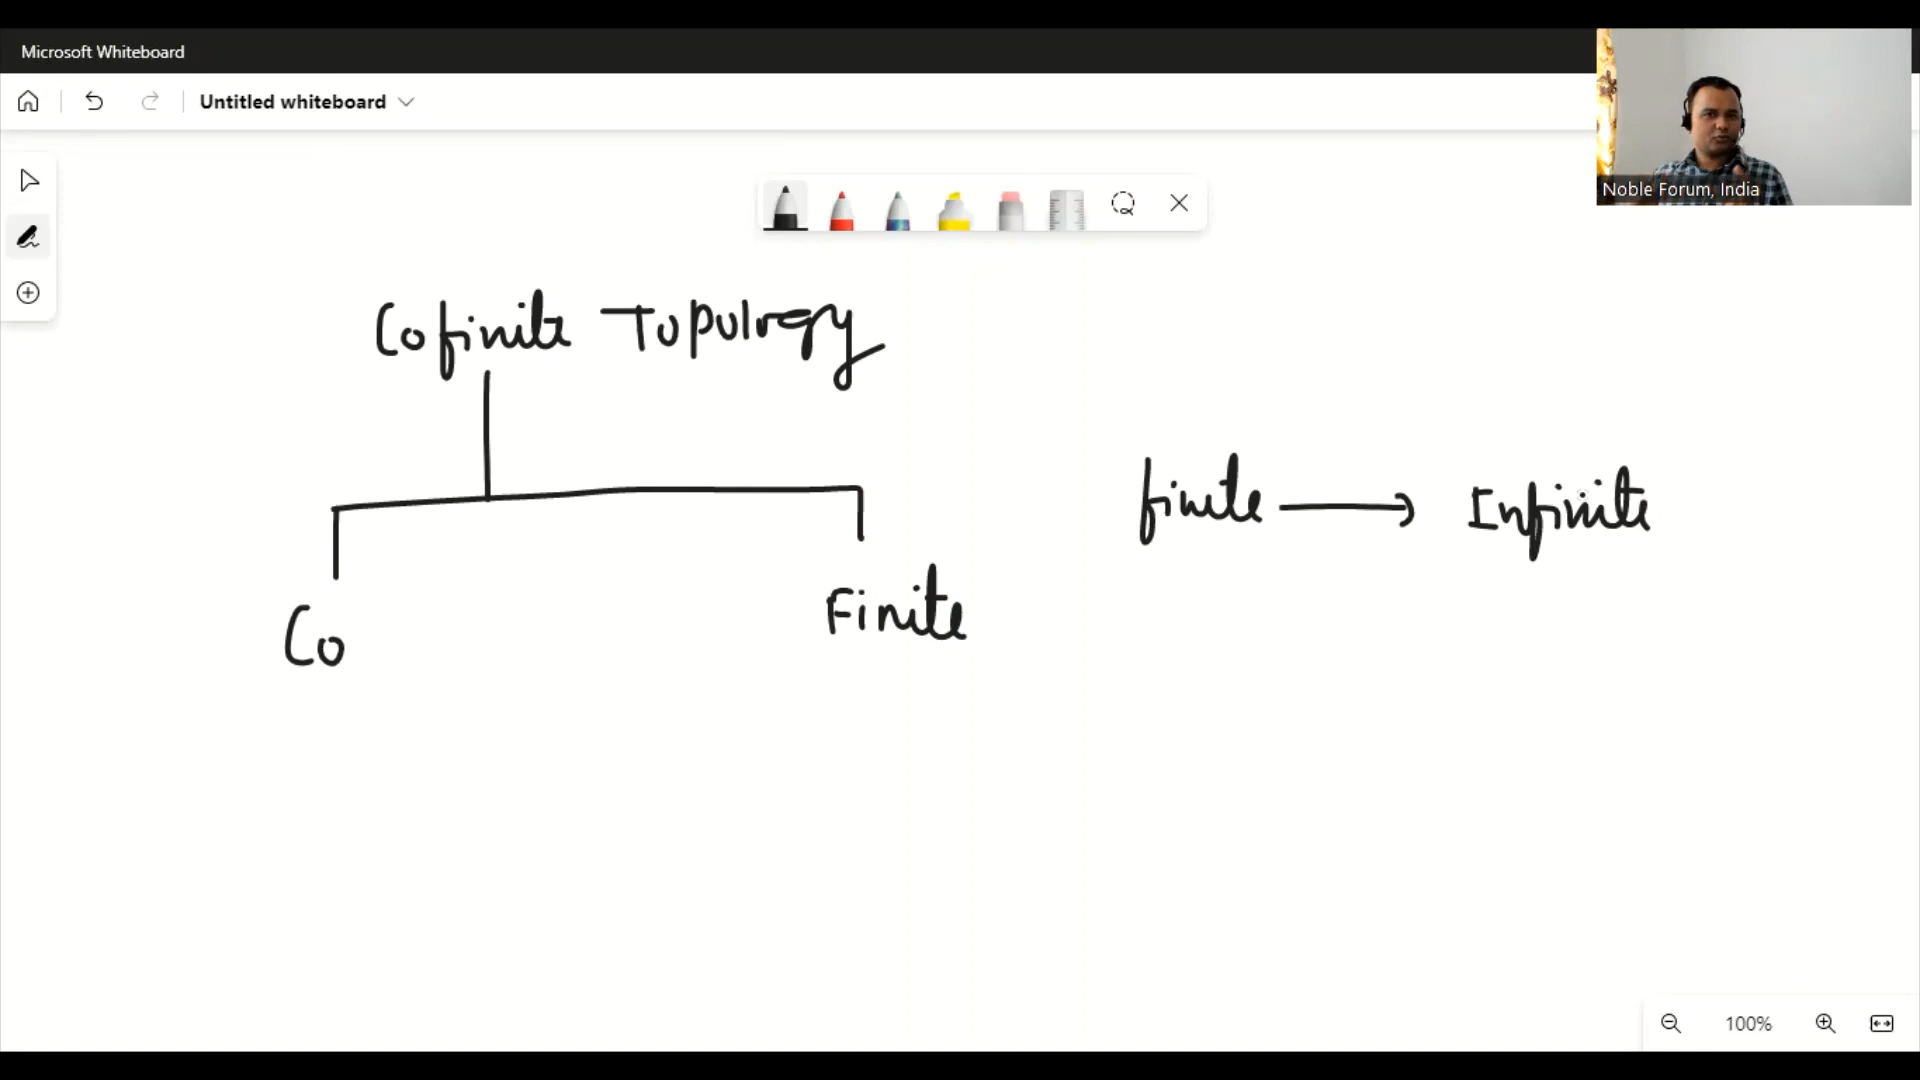 Microsoft Whiteboard
Untitled whiteboard
Noble Forum, India
Cofinite Topology
finite → Infinite
Co Finite
100%